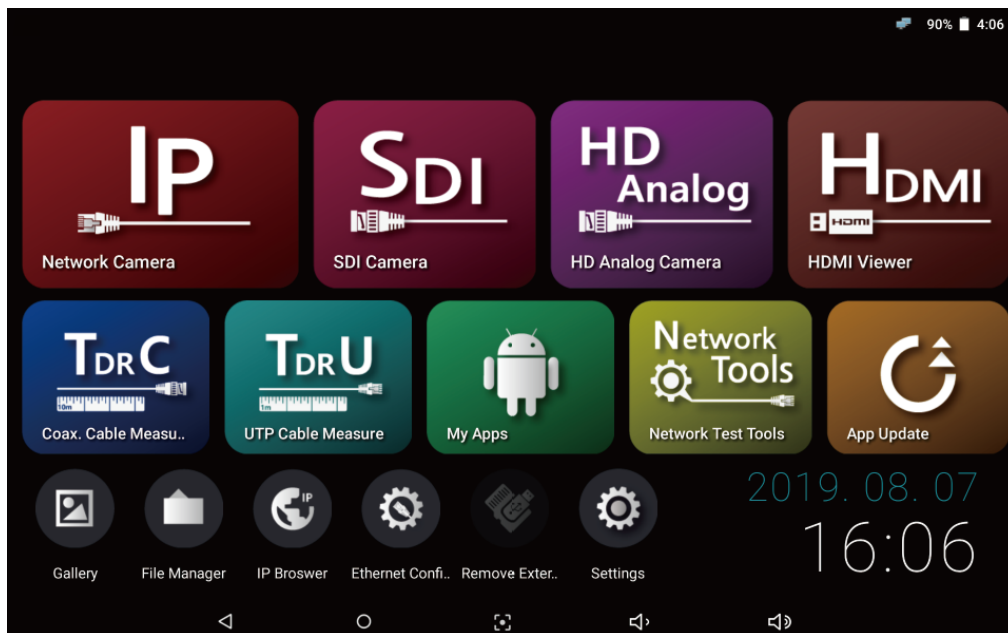 90% 4:06
IP
Network Camera
SDI
SDI Camera
HD
Analog
HD Analog Camera
HDMI
HDMI
HDMI Viewer
TDR C
10m
Coax. Cable Measu..
TDR U
1m
UTP Cable Measure
My Apps
Network
Tools
Network Test Tools
App Update
IP
Gallery
File Manager
IP Broswer
Ethernet Confi..
Remove Exter..
Settings
2019. 08. 07
16:06